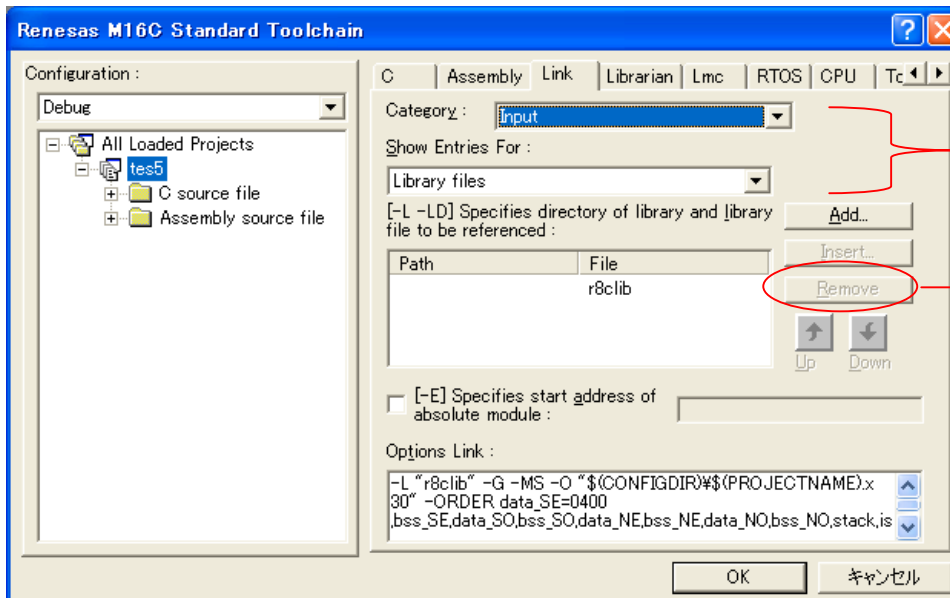 Renesas M16C Standard Toolchain
Configuration :
Debug
All Loaded Projects
tes5
C source file
Assembly source file
C Assembly Link Librarian Lmc RTOS CPU
Category : Input
Show Entries For :
Library files
[-L -LD] Specifies directory of library and library
file to be referenced :
Add...
Insert...
Remove
Path File
r8clib
Up Down
[-E] Specifies start address of
absolute module :
Options Link :
-L "r8clib" -G -MS -O "$(CONFIGDIR)¥$(PROJECTNAME).x
30" -ORDER data_SE=0400
,bss_SE,data_SO,bss_SO,data_NE,bss_NE,data_NO,bss_NO,stack,is
OK キャンセル